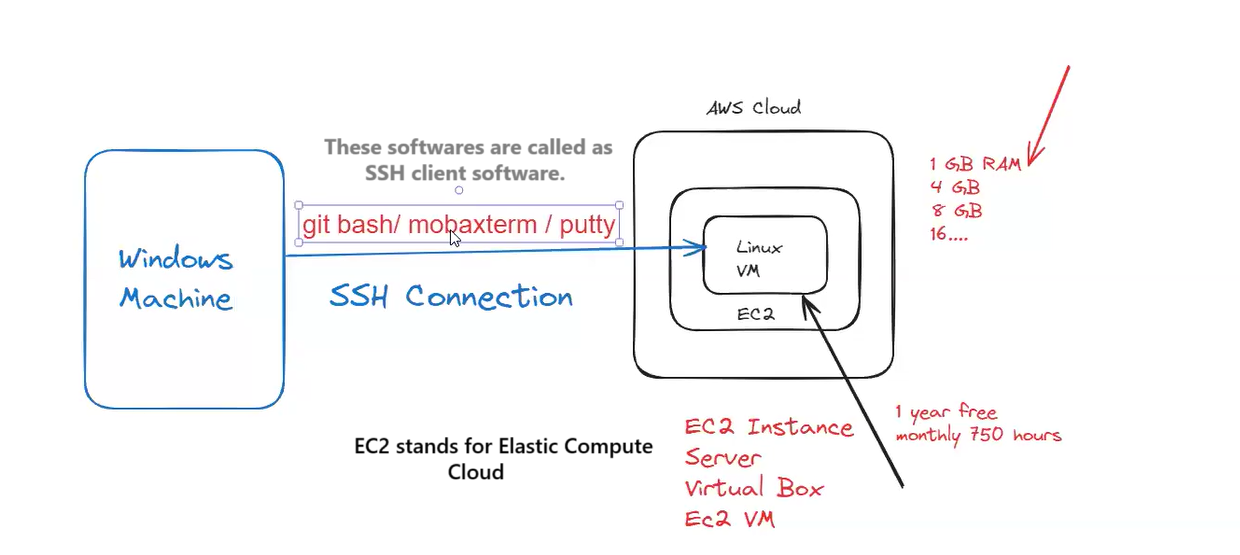 AWS Cloud
These softwares are called as
SSH client software.
git bash/ mobaxterm / putty
Windows
Machine
SSH Connection
Linux
VM
EC2
1 GB RAM
4 GB
8 GB
16....
1 year free
monthly 750 hours
EC2 stands for Elastic Compute
Cloud
EC2 Instance
Server
Virtual Box
Ec2 VM